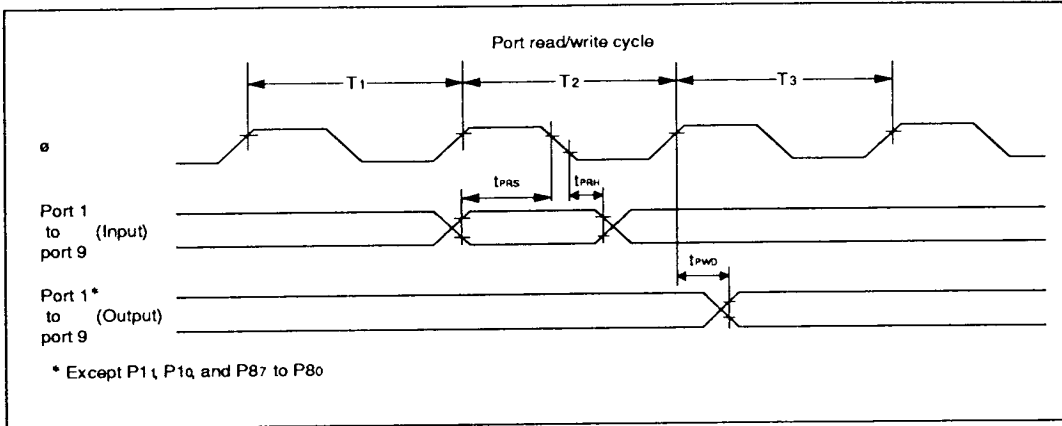 Port read/write cycle
T1 T2 T3
ø
tPRS tPRH
Port 1
to (Input)
port 9
tPWD
Port 1*
to (Output)
port 9
* Except P11, P10, and P87 to P80